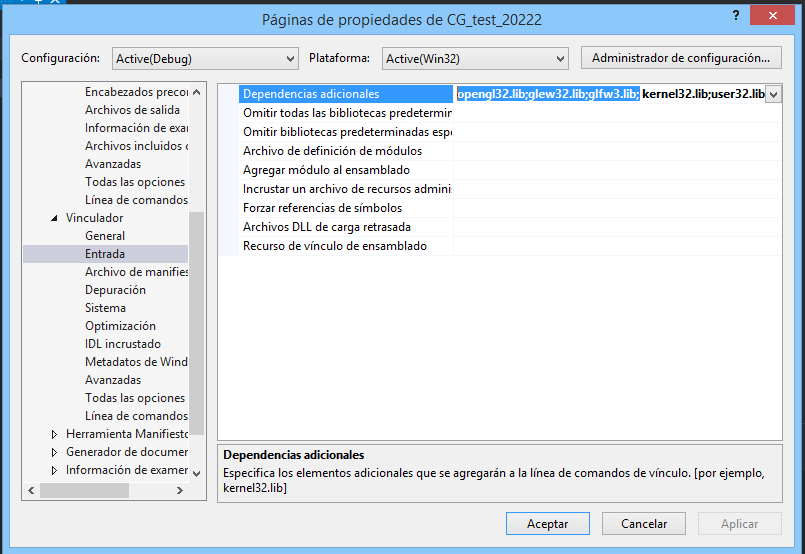 Páginas de propiedades de CG_test_20222
?
Configuración:
Active(Debug)
Plataforma:
Active(Win32)
Administrador de configuración...
Encabezados precor
Archivos de salida
Información de exar
Archivos incluidos c
Avanzadas
Todas las opciones
Línea de comandos
Vinculador
General
Entrada
Archivo de manifies
Depuración
Sistema
Optimización
IDL incrustado
Metadatos de Wind
Avanzadas
Todas las opciones
Línea de comandos
Herramienta Manifiesto
Generador de documer
Información de examer
Dependencias adicionales
opengl32.lib;glew32.lib;glfw3.lib; kernel32.lib;user32.lib
Omitir todas las bibliotecas predetermin
Omitir bibliotecas predeterminadas espe
Archivo de definición de módulos
Agregar módulo al ensamblado
Incrustar un archivo de recursos adminis
Forzar referencias de símbolos
Archivos DLL de carga retrasada
Recurso de vínculo de ensamblado
Dependencias adicionales
Especifica los elementos adicionales que se agregarán a la línea de comandos de vínculo. [por ejemplo,
kernel32.lib]
Aceptar
Cancelar
Aplicar